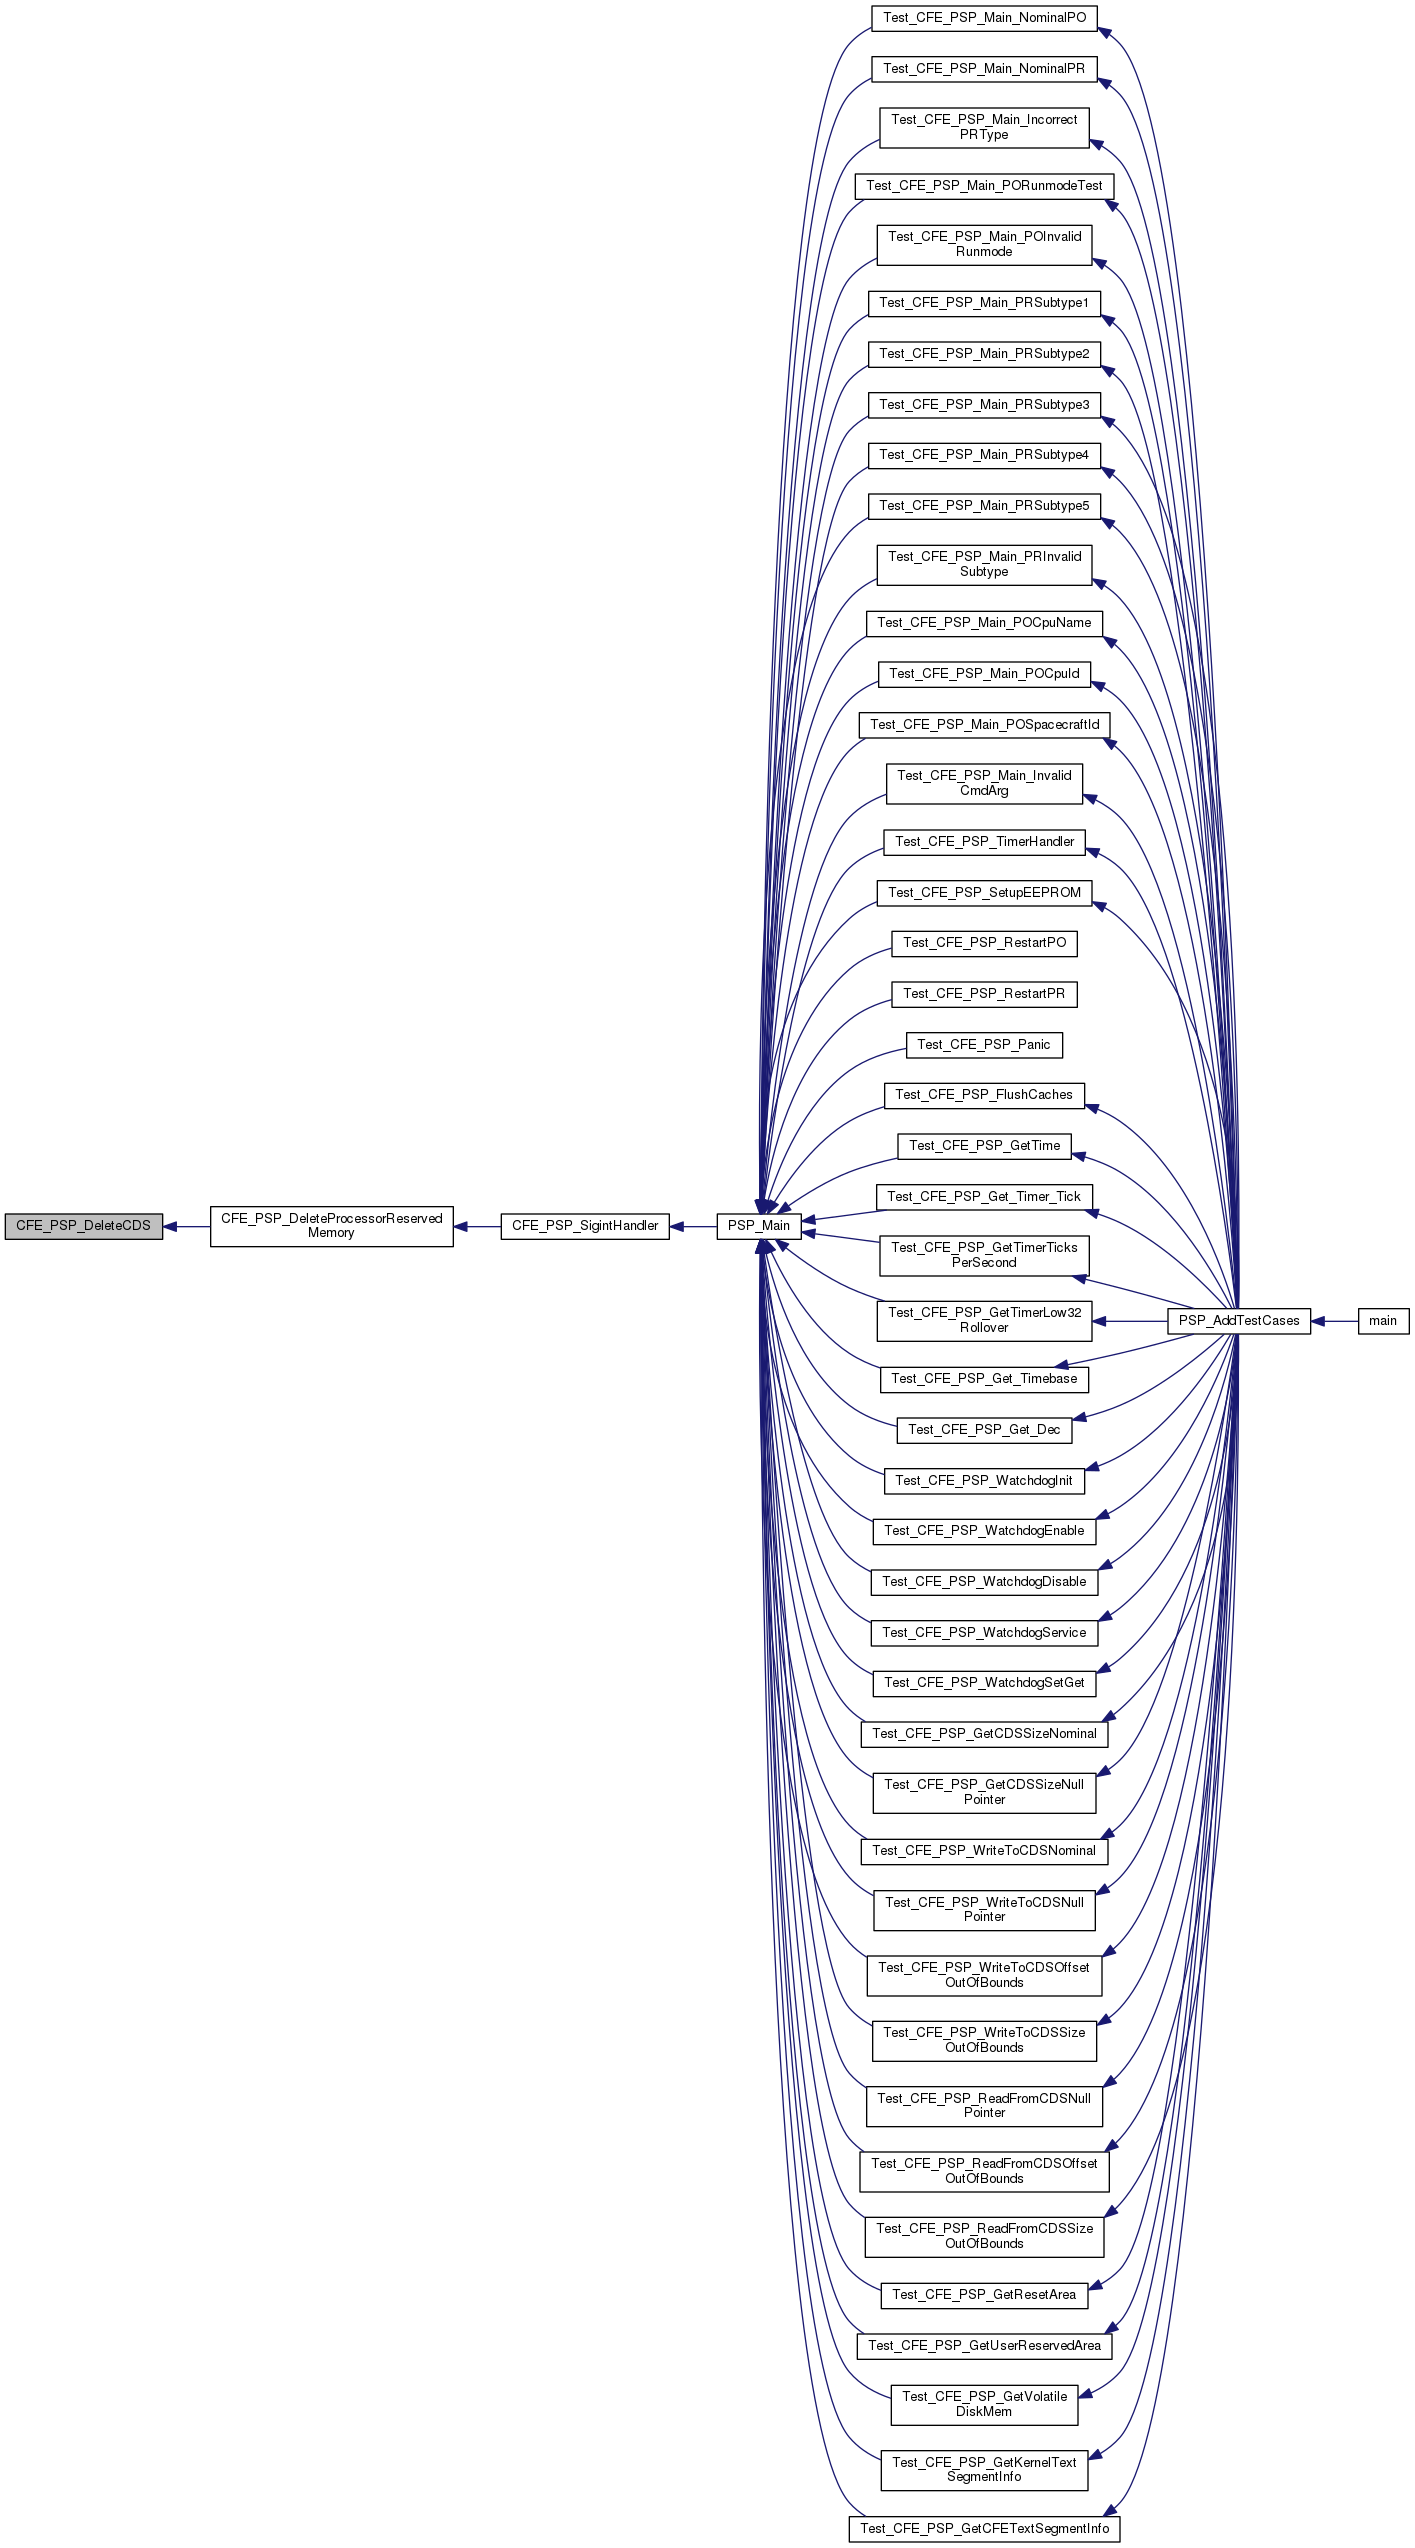 Test_CFE_PSP_Main_NominalPO
Test_CFE_PSP_Main_NominalPR
Test_CFE_PSP_Main_Incorrect
PRType
Test_CFE_PSP_Main_PORunmodeTest
Test_CFE_PSP_Main_POInvalid
Runmode
Test_CFE_PSP_Main_PRSubtype1
Test_CFE_PSP_Main_PRSubtype2
Test_CFE_PSP_Main_PRSubtype3
Test_CFE_PSP_Main_PRSubtype4
Test_CFE_PSP_Main_PRSubtype5
Test_CFE_PSP_Main_PRInvalid
Subtype
Test_CFE_PSP_Main_POCpuName
Test_CFE_PSP_Main_POCpuId
Test_CFE_PSP_Main_POSpacecraftId
Test_CFE_PSP_Main_Invalid
CmdArg
Test_CFE_PSP_TimerHandler
Test_CFE_PSP_SetupEEPROM
Test_CFE_PSP_RestartPO
Test_CFE_PSP_RestartPR
Test_CFE_PSP_Panic
Test_CFE_PSP_FlushCaches
Test_CFE_PSP_GetTime
Test_CFE_PSP_Get_Timer_Tick
CFE_PSP_DeleteCDS
CFE_PSP_DeleteProcessorReserved
Memory
CFE_PSP_SigintHandler
PSP_Main
Test_CFE_PSP_GetTimerTicks
PerSecond
Test_CFE_PSP_GetTimerLow32
Rollover
PSP_AddTestCases
main
Test_CFE_PSP_Get_Timebase
Test_CFE_PSP_Get_Dec
Test_CFE_PSP_WatchdogInit
Test_CFE_PSP_WatchdogEnable
Test_CFE_PSP_WatchdogDisable
Test_CFE_PSP_WatchdogService
Test_CFE_PSP_WatchdogSetGet
Test_CFE_PSP_GetCDSSizeNominal
Test_CFE_PSP_GetCDSSizeNull
Pointer
Test_CFE_PSP_WriteToCDSNominal
Test_CFE_PSP_WriteToCDSNull
Pointer
Test_CFE_PSP_WriteToCDSOffset
OutOfBounds
Test_CFE_PSP_WriteToCDSSize
OutOfBounds
Test_CFE_PSP_ReadFromCDSNull
Pointer
Test_CFE_PSP_ReadFromCDSOffset
OutOfBounds
Test_CFE_PSP_ReadFromCDSSize
OutOfBounds
Test_CFE_PSP_GetResetArea
Test_CFE_PSP_GetUserReservedArea
Test_CFE_PSP_GetVolatile
DiskMem
Test_CFE_PSP_GetKernelText
SegmentInfo
Test_CFE_PSP_GetCFETextSegmentInfo